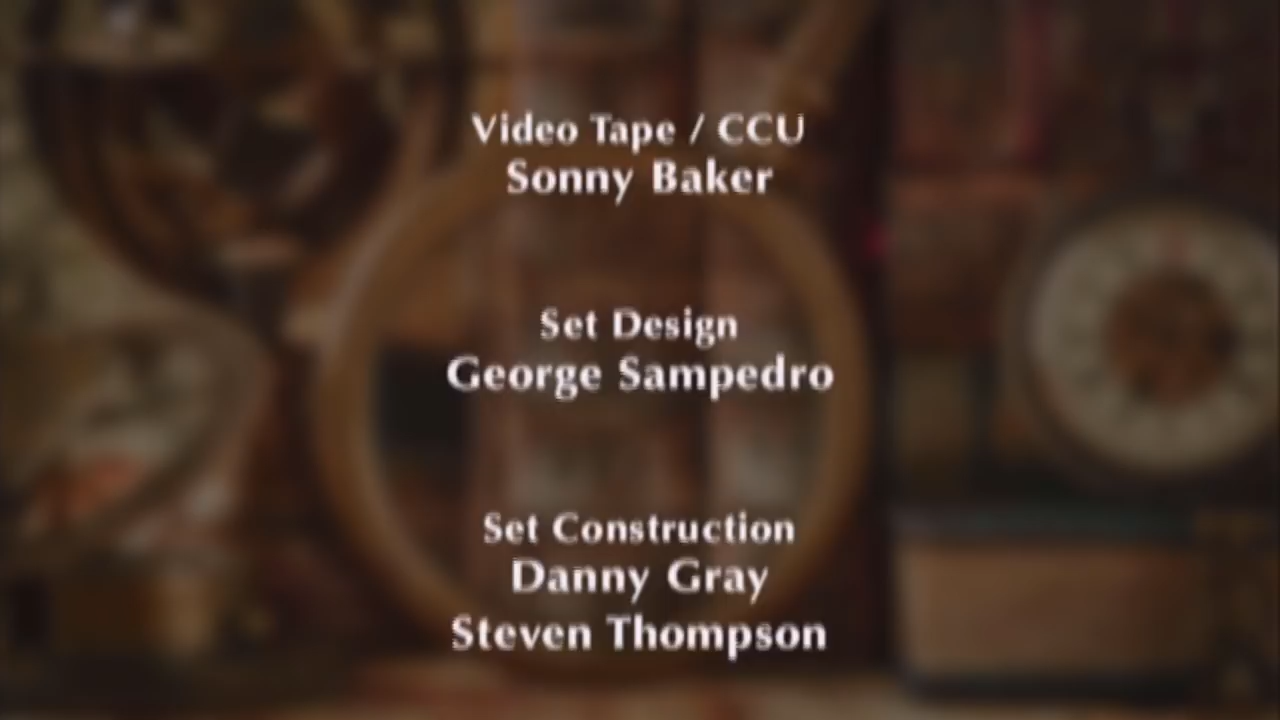 Video Tape / CCU
Sonny Baker
Set Design
George Sampedro
Set Construction
Danny Gray
Steven Thompson